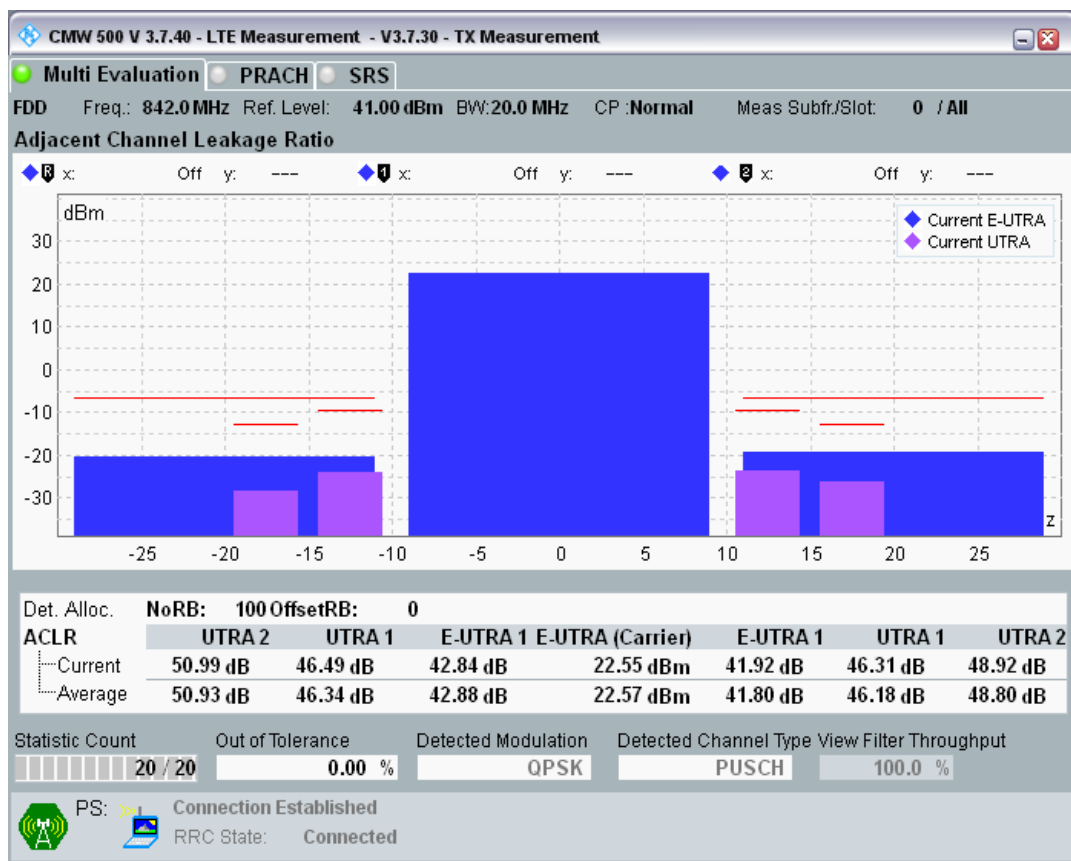 CMW 500 V 3.7.40 - LTE Measurement - V3.7.30 - TX Measurement
Multi Evaluation PRACH SRS
FDD Freq.: 842.0 MHz Ref. Level: 41.00 dBm BW:20.0 MHz CP :Normal Meas Subfr./Slot: 0 / All
Adjacent Channel Leakage Ratio
R x: Off y: --- 1 x: Off y: --- 2 x: Off y: ---
dBm
Current E-UTRA
Current UTRA
30
20
10
0
-10
-20
-30
z
-25 -20 -15 -10 -5 0 5 10 15 20 25
Det. Alloc. NoRB: 100 OffsetRB: 0
ACLR UTRA 2 UTRA 1 E-UTRA 1 E-UTRA (Carrier) E-UTRA 1 UTRA 1 UTRA 2
Current 50.99 dB 46.49 dB 42.84 dB 22.55 dBm 41.92 dB 46.31 dB 48.92 dB
Average 50.93 dB 46.34 dB 42.88 dB 22.57 dBm 41.80 dB 46.18 dB 48.80 dB
Statistic Count Out of Tolerance Detected Modulation Detected Channel Type View Filter Throughput
20 / 20 0.00 % QPSK PUSCH 100.0 %
PS: Connection Established
RRC State: Connected